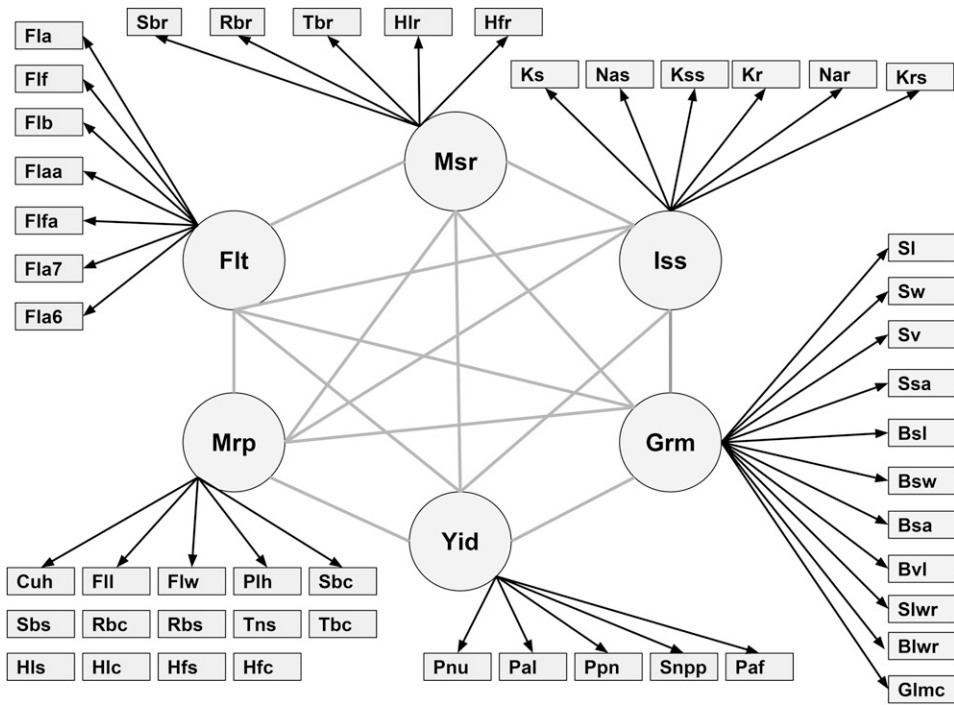 Fla
Flf
Flb
Flaa
Flfa
Fla7
Fla6
Sbr
Rbr
Tbr
Hlr
Hfr
Ks
Nas
Kss
Kr
Nar
Krs
Msr
Flt
Iss
Mrp
Grm
Yid
Sl
Sw
Sv
Ssa
Bsl
Bsw
Bsa
Bvl
Slwr
Blwr
Glmc
Cuh Fll Flw Plh Sbc
Sbs Rbc Rbs Tns Tbc
Hls Hlc Hfs Hfc
Pnu Pal Ppn Snpp Paf